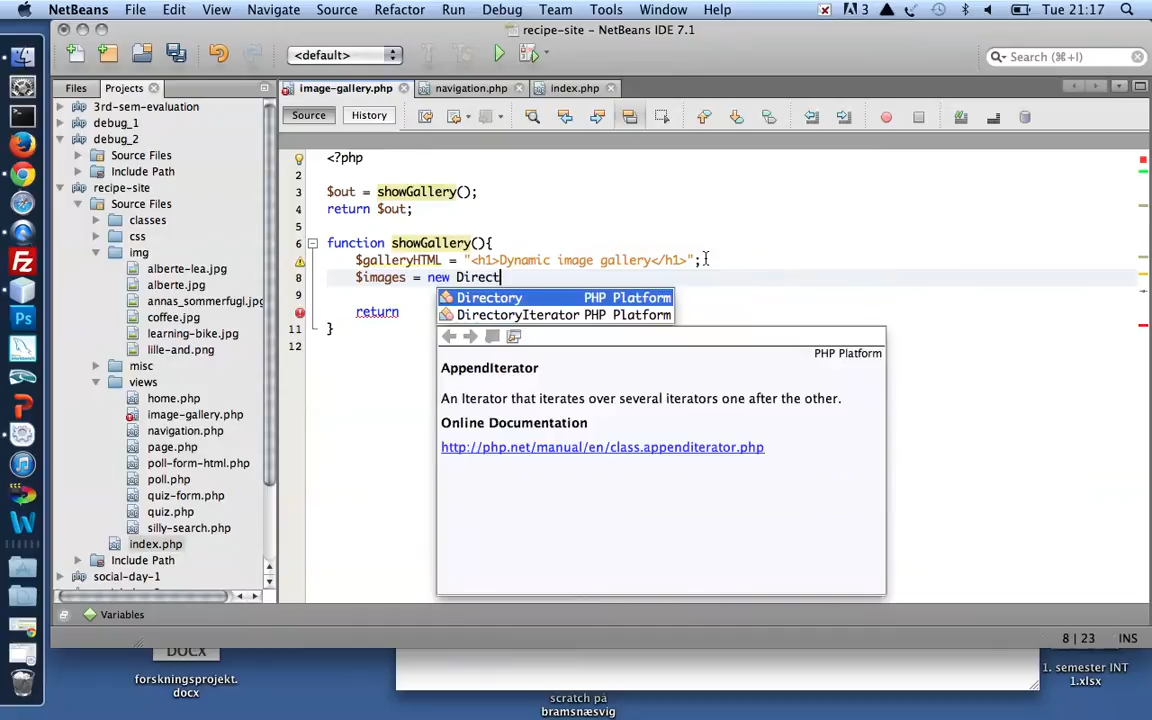 NetBeans File Edit View Navigate Source Refactor Run Debug Team Tools Window Help 3 Tue 21:17
recipe-site – NetBeans IDE 7.1
<default> Search (⌘+I)
Files Projects image-gallery.php navigation.php index.php
Source History
3rd-sem-evaluation
debug_1
debug_2
Source Files
Include Path
recipe-site
Source Files
classes
css
img
alberte-lea.jpg
alberte.jpg
annas_sommerfugl.jpg
coffee.jpg
learning-bike.jpg
lille-and.png
misc
views
home.php
image-gallery.php
navigation.php
page.php
poll-form-html.php
poll.php
quiz-form.php
quiz.php
silly-search.php
index.php
Include Path
social-day-1
1 <?php
2
3 $out = showGallery();
4 return $out;
5
6 function showGallery(){
$galleryHTML = "<h1>Dynamic image gallery</h1>";
8 $images = new Direct
9
return
11 }
12
Directory PHP Platform
DirectoryIterator PHP Platform
PHP Platform
AppendIterator
An Iterator that iterates over several iterators one after the other.
Online Documentation
http://php.net/manual/en/class.appenditerator.php
Variables
8 | 23 INS
DOCX
forskningsprojekt.
docx
scratch på
bramsnæsvig
1. semester INT
1.xlsx